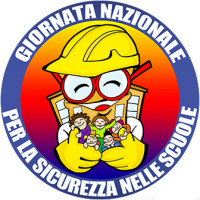 GIORNATA NAZIONALE
PER LA SICUREZZA NELLE SCUOLE